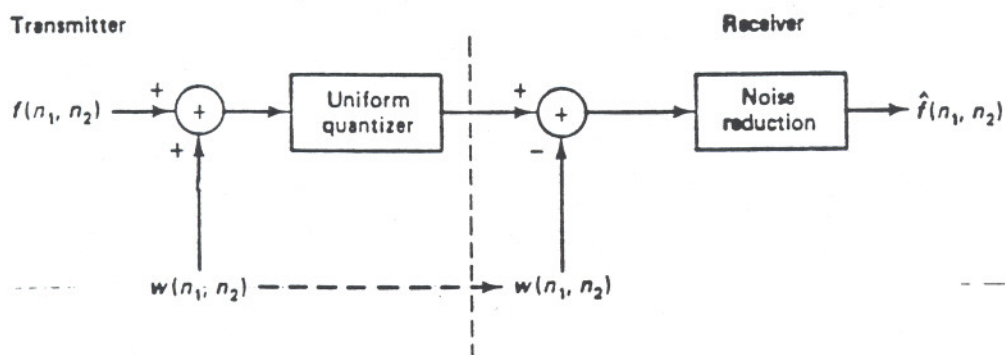 Transmitter
Receiver
f(n₁, n₂)
+
+
+
Uniform
quantizer
+
+
−
Noise
reduction
f̂(n₁, n₂)
w(n₁, n₂)
w(n₁, n₂)